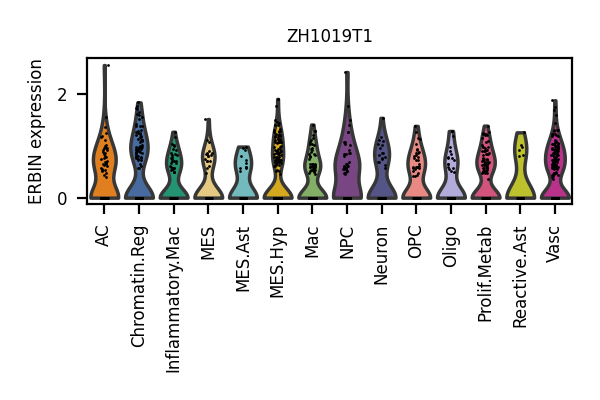 ZH1019T1
ERBIN expression
2
0
AC
Chromatin.Reg
Inflammatory.Mac
MES
MES.Ast
MES.Hyp
Mac
NPC
Neuron
OPC
Oligo
Prolif.Metab
Reactive.Ast
Vasc